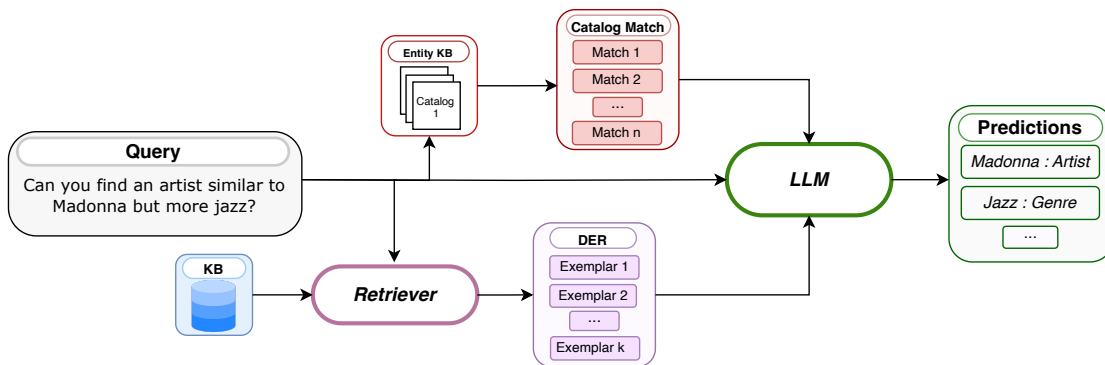 Query
Can you find an artist similar to
Madonna but more jazz?
KB
Entity KB
Catalog
1
Retriever
Catalog Match
Match 1
Match 2
...
Match n
DER
Exemplar 1
Exemplar 2
...
Exemplar k
LLM
Predictions
Madonna : Artist
Jazz : Genre
...